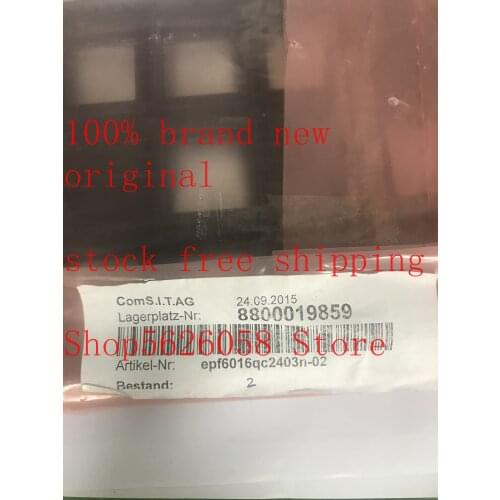 100% brand new
original
stock free shipping
ComS.I.T.AG 24.09.2015
Lagerplatz-Nr: 8800019859
Shop5626058 Store
Artikel-Nr: epf6016qc2403n-02
Bestand: 2